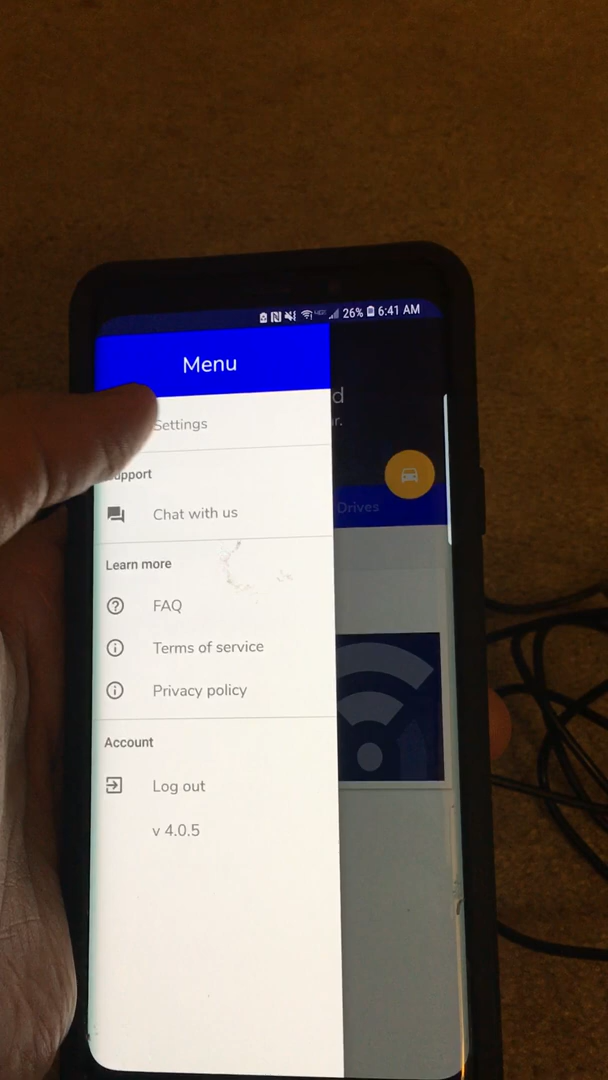 26% 6:41 AM
Menu
d
r.
Settings
upport
Drives
Chat with us
Learn more
FAQ
Terms of service
Privacy policy
Account
Log out
v 4.0.5